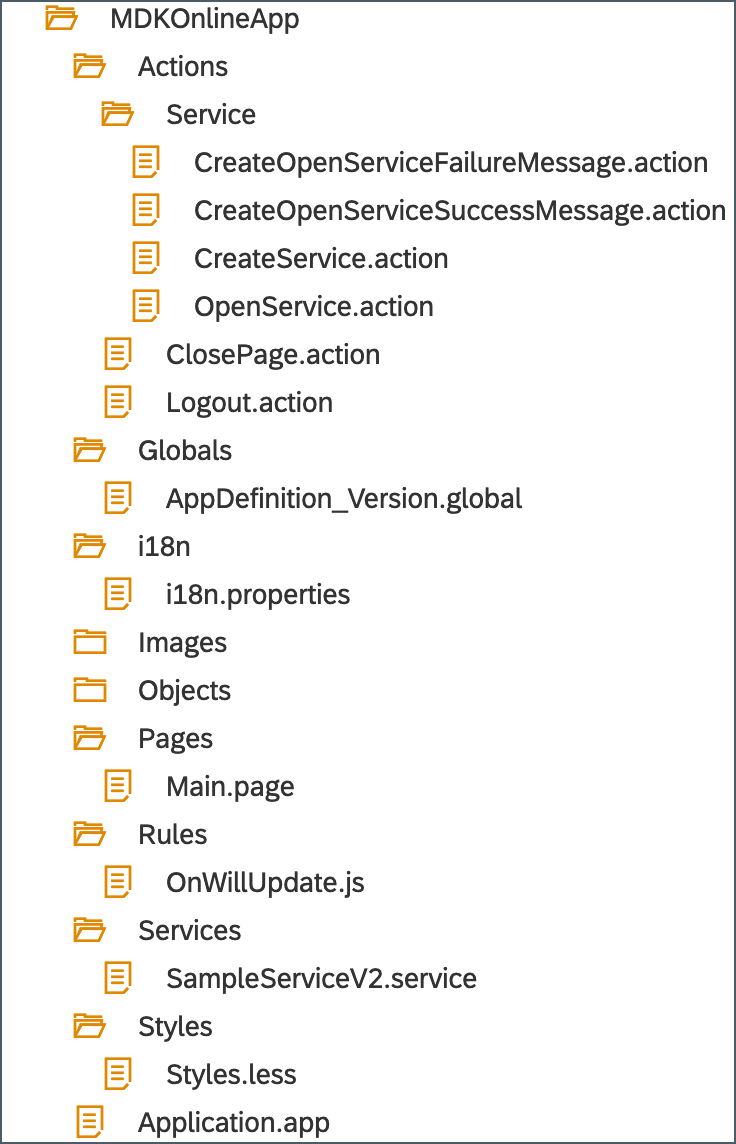 MDKOnlineApp
Actions
Service
CreateOpenServiceFailureMessage.action
CreateOpenServiceSuccessMessage.action
CreateService.action
OpenService.action
ClosePage.action
Logout.action
Globals
AppDefinition_Version.global
i18n
i18n.properties
Images
Objects
Pages
Main.page
Rules
OnWillUpdate.js
Services
SampleServiceV2.service
Styles
Styles.less
Application.app